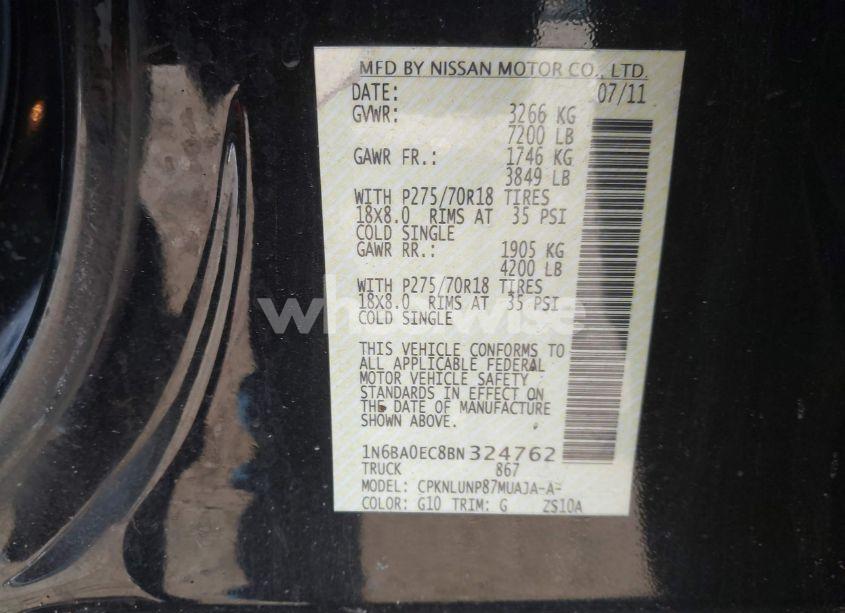 MFD BY NISSAN MOTOR CO., LTD.
DATE: 07/11
GVWR: 3266 KG
7200 LB
GAWR FR.: 1746 KG
3849 LB
WITH P275/70R18 TIRES
18X8.0 RIMS AT 35 PSI
COLD SINGLE
GAWR RR.: 1905 KG
4200 LB
WITH P275/70R18 TIRES
18X8.0 RIMS AT 35 PSI
COLD SINGLE
whoowise
THIS VEHICLE CONFORMS TO
ALL APPLICABLE FEDERAL
MOTOR VEHICLE SAFETY
STANDARDS IN EFFECT ON
THE DATE OF MANUFACTURE
SHOWN ABOVE.
1N6BA0EC8BN324762
TRUCK 867
MODEL: CPKNLUNP87MUAJA-A-
COLOR: G10 TRIM: G ZS10A